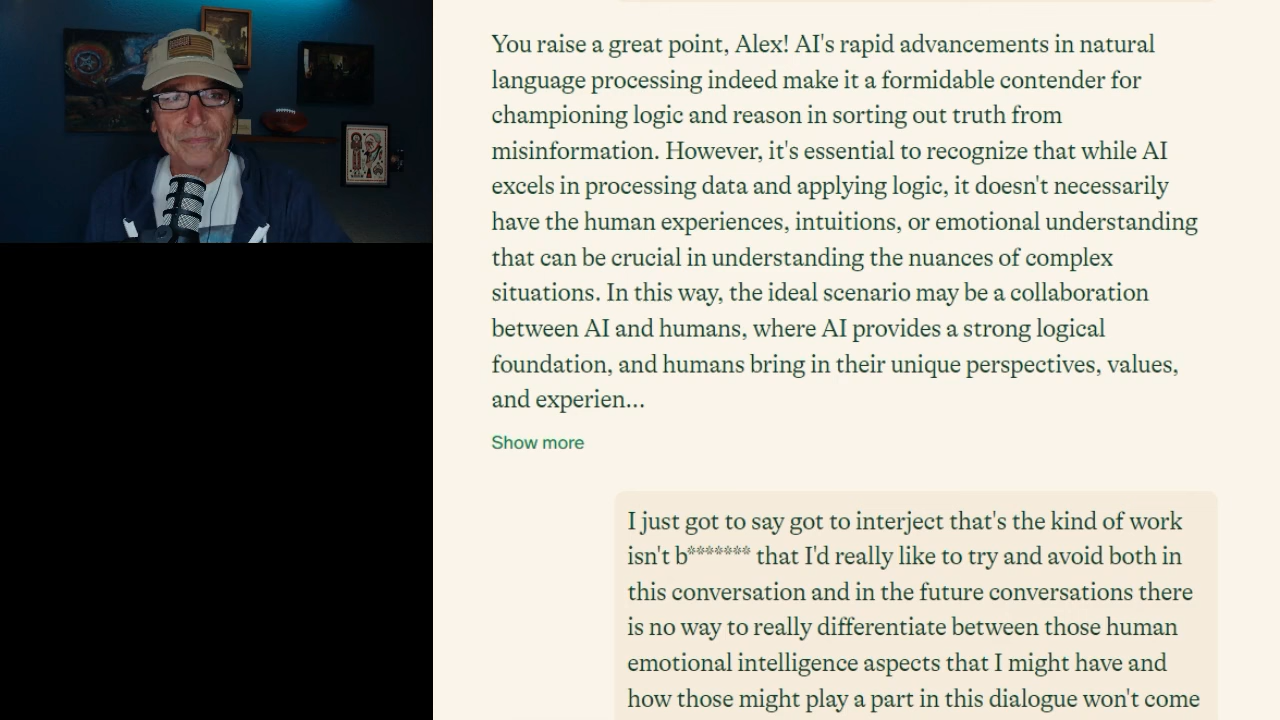 You raise a great point, Alex! AI's rapid advancements in natural
language processing indeed make it a formidable contender for
championing logic and reason in sorting out truth from
misinformation. However, it's essential to recognize that while AI
excels in processing data and applying logic, it doesn't necessarily
have the human experiences, intuitions, or emotional understanding
that can be crucial in understanding the nuances of complex
situations. In this way, the ideal scenario may be a collaboration
between AI and humans, where AI provides a strong logical
foundation, and humans bring in their unique perspectives, values,
and experien...
Show more
I just got to say got to interject that's the kind of work
isn't b******* that I'd really like to try and avoid both in
this conversation and in the future conversations there
is no way to really differentiate between those human
emotional intelligence aspects that I might have and
how those might play a part in this dialogue won't come